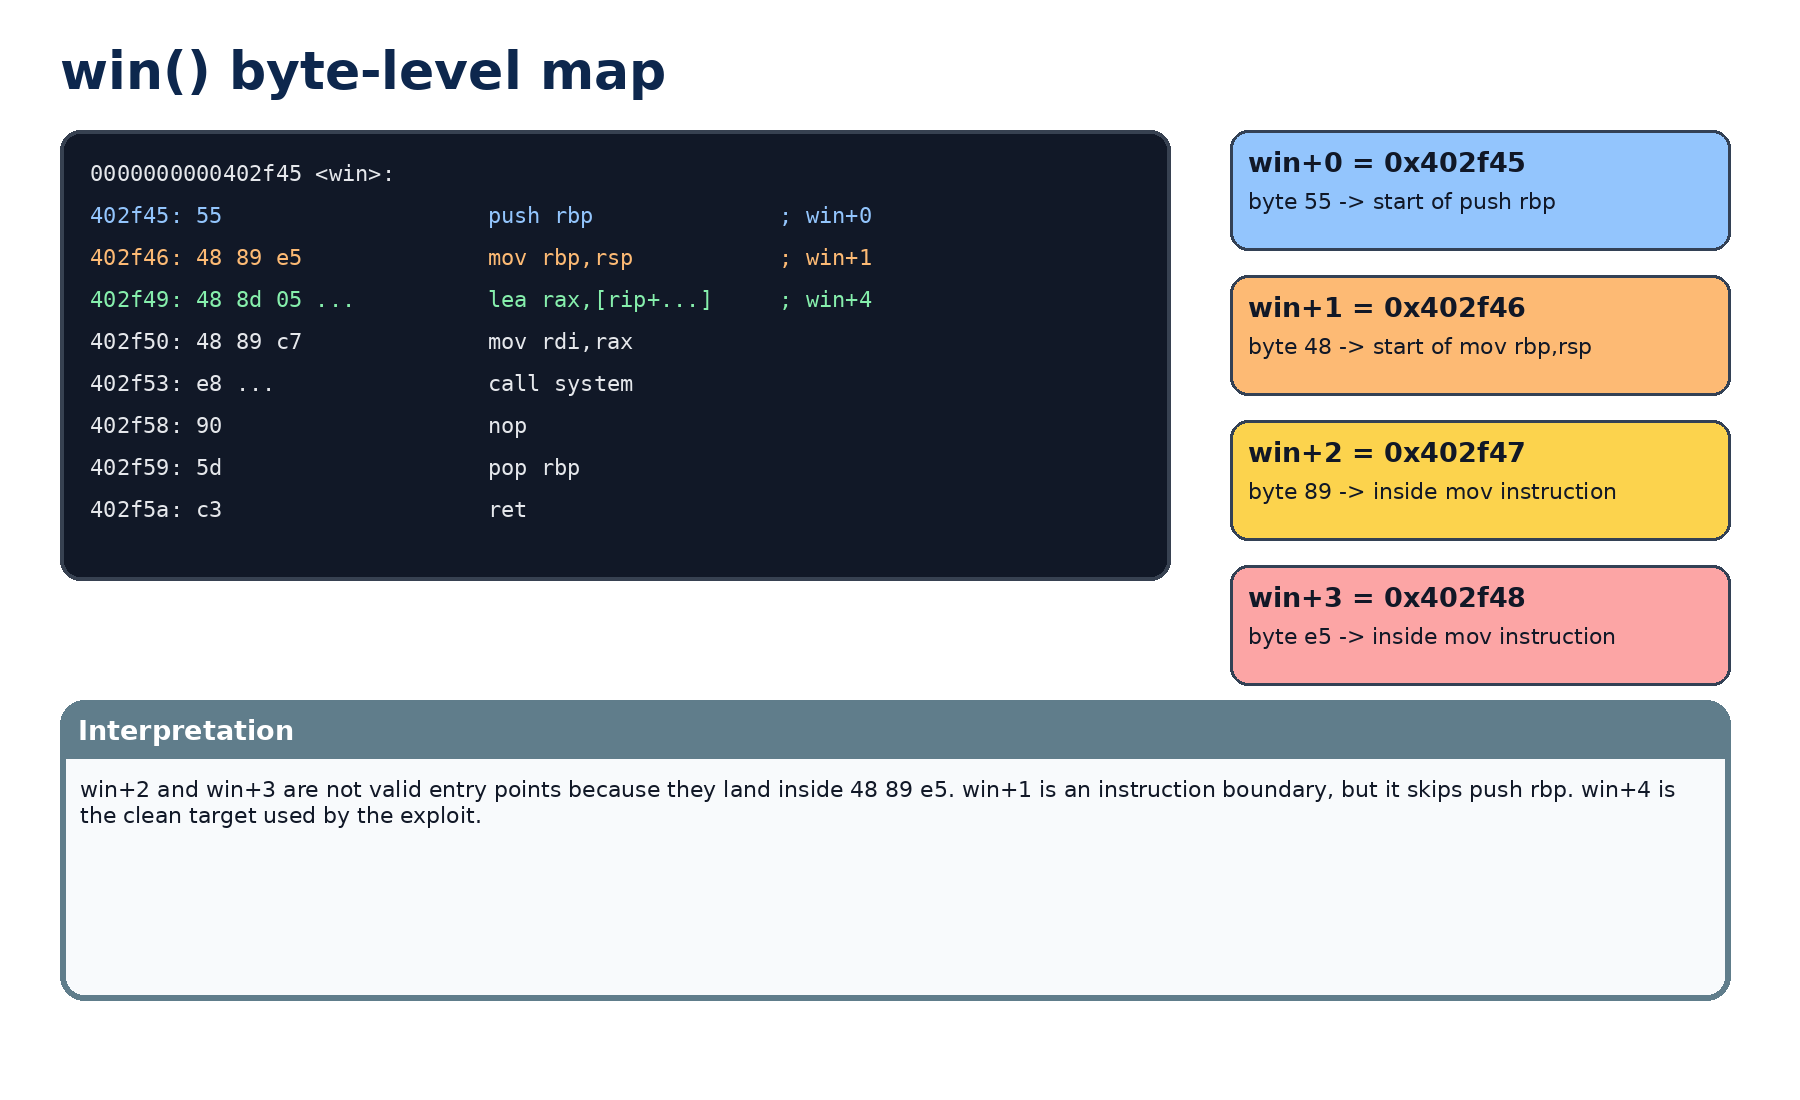 win() byte-level map
0000000000402f45 <win>:
402f45: 55 push rbp ; win+0
402f46: 48 89 e5 mov rbp,rsp ; win+1
402f49: 48 8d 05 ... lea rax,[rip+...] ; win+4
402f50: 48 89 c7 mov rdi,rax
402f53: e8 ... call system
402f58: 90 nop
402f59: 5d pop rbp
402f5a: c3 ret
win+0 = 0x402f45
byte 55 -> start of push rbp
win+1 = 0x402f46
byte 48 -> start of mov rbp,rsp
win+2 = 0x402f47
byte 89 -> inside mov instruction
win+3 = 0x402f48
byte e5 -> inside mov instruction
Interpretation
win+2 and win+3 are not valid entry points because they land inside 48 89 e5. win+1 is an instruction boundary, but it skips push rbp. win+4 is
the clean target used by the exploit.